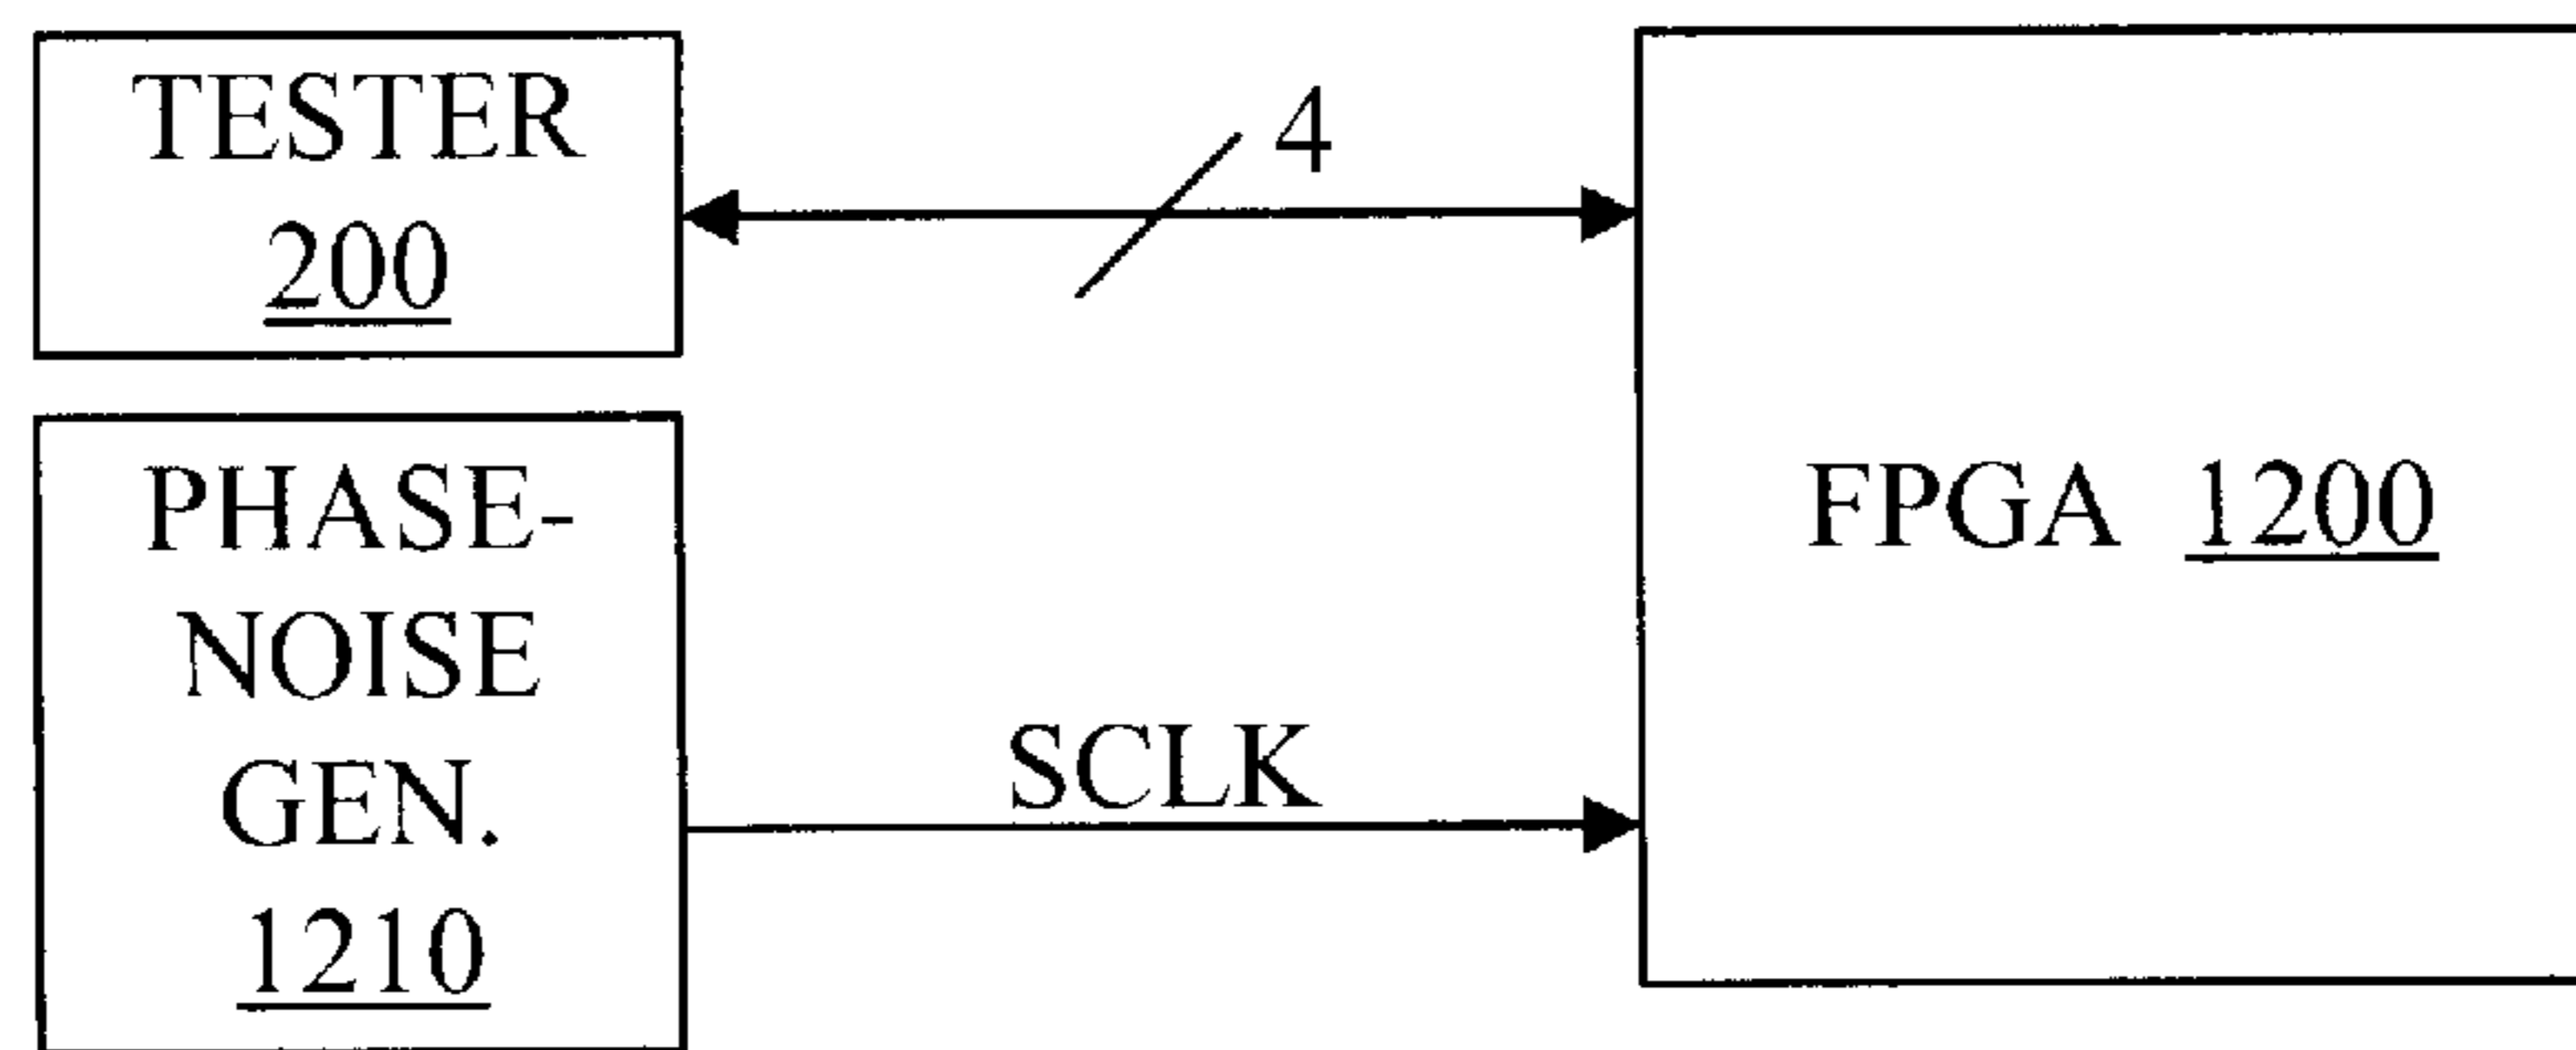 TESTER
200
4
PHASE-
NOISE
GEN.
1210
SCLK
FPGA 1200